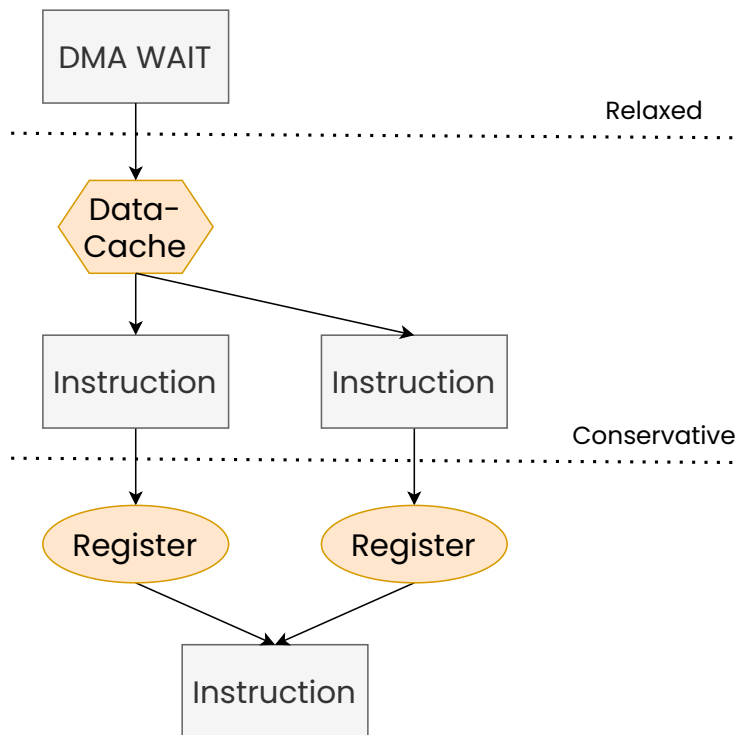 DMA WAIT
Relaxed
Data-
Cache
Instruction
Instruction
Conservative
Register
Register
Instruction